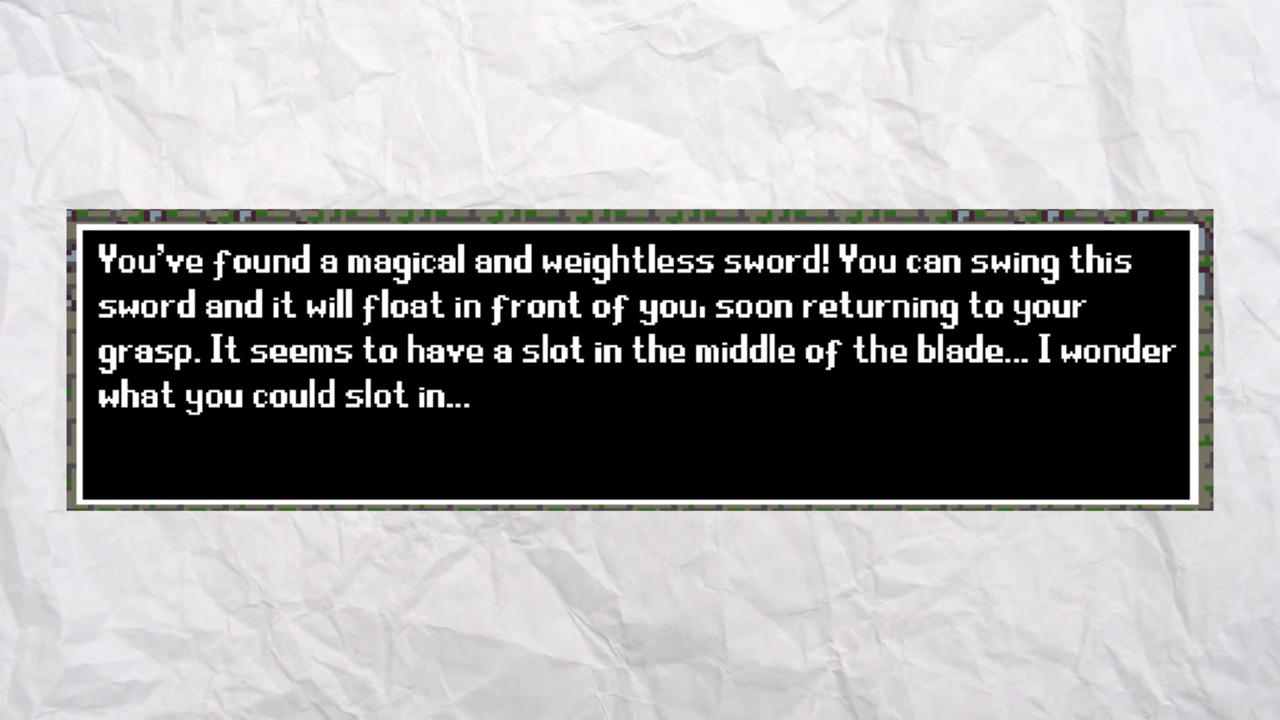 You've found a magical and weightless sword! You can swing this
sword and it will float in front of you, soon returning to your
grasp. It seems to have a slot in the middle of the blade... I wonder
what you could slot in...